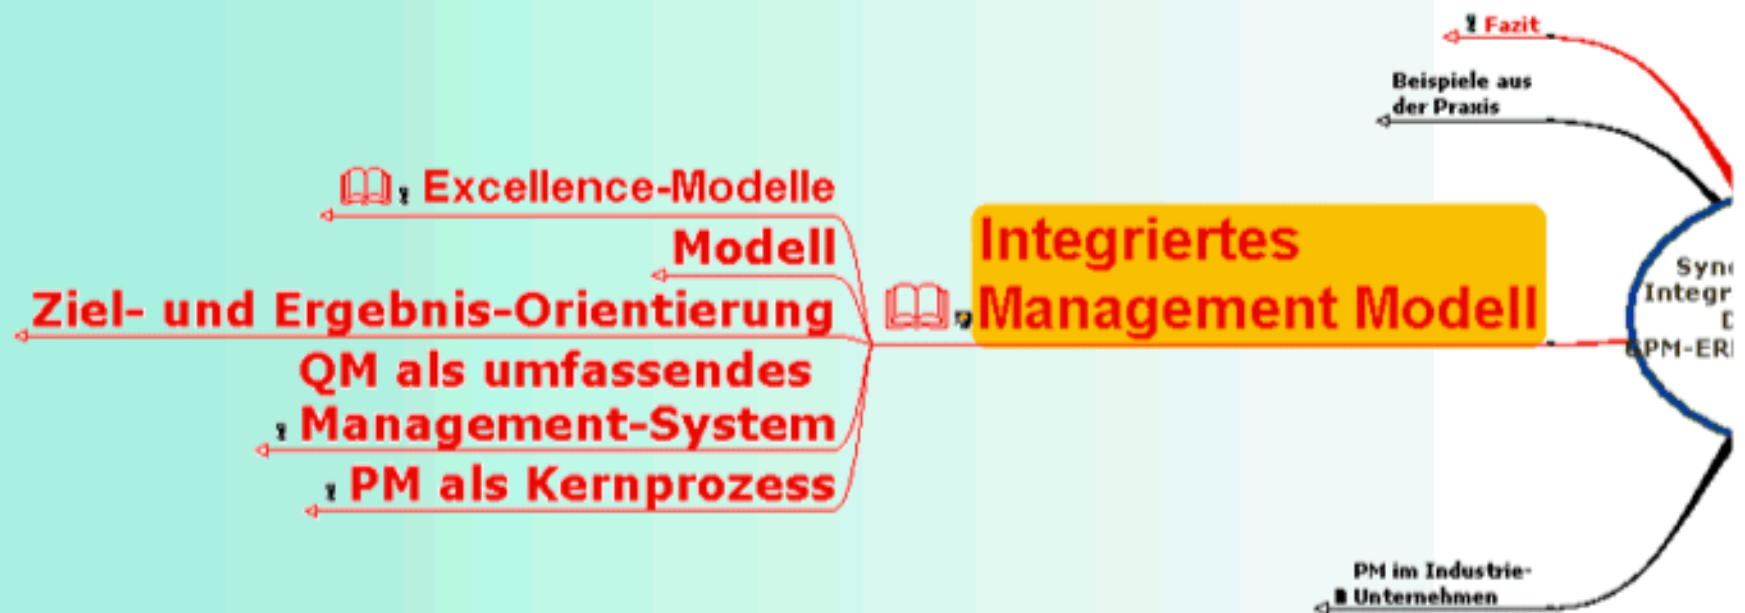 Fazit
Beispiele aus
der Praxis
Excellence-Modelle
Modell
Ziel- und Ergebnis-Orientierung
QM als umfassendes
Management-System
PM als Kernprozess
Integriertes
Management Modell
PM im Industrie-
Unternehmen